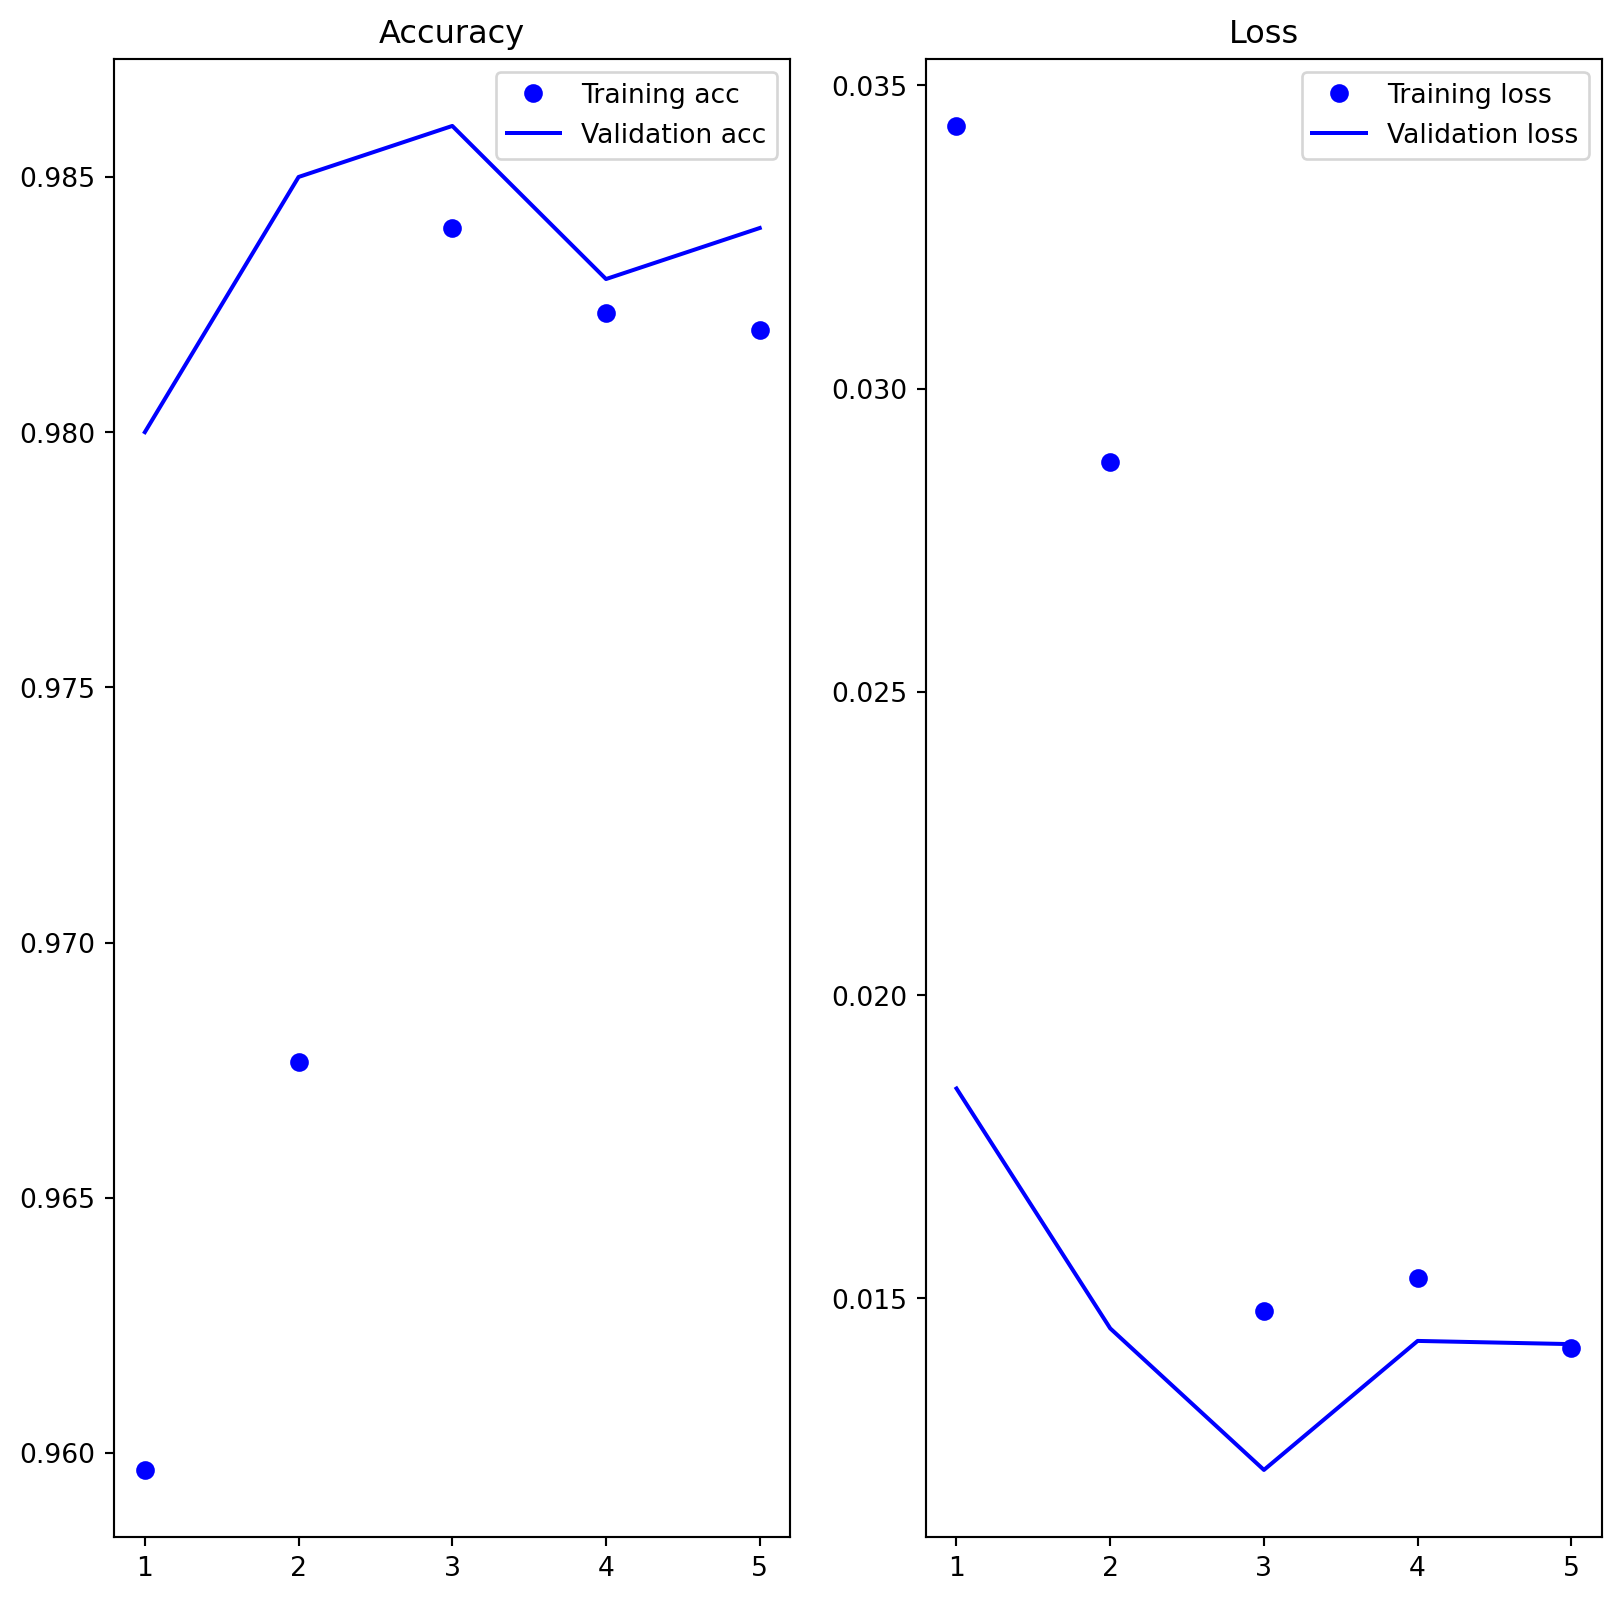 Accuracy
Training acc
Validation acc
0.985
0.980
0.975
0.970
0.965
0.960
1 2 3 4 5
Loss
Training loss
Validation loss
0.035
0.030
0.025
0.020
0.015
1 2 3 4 5